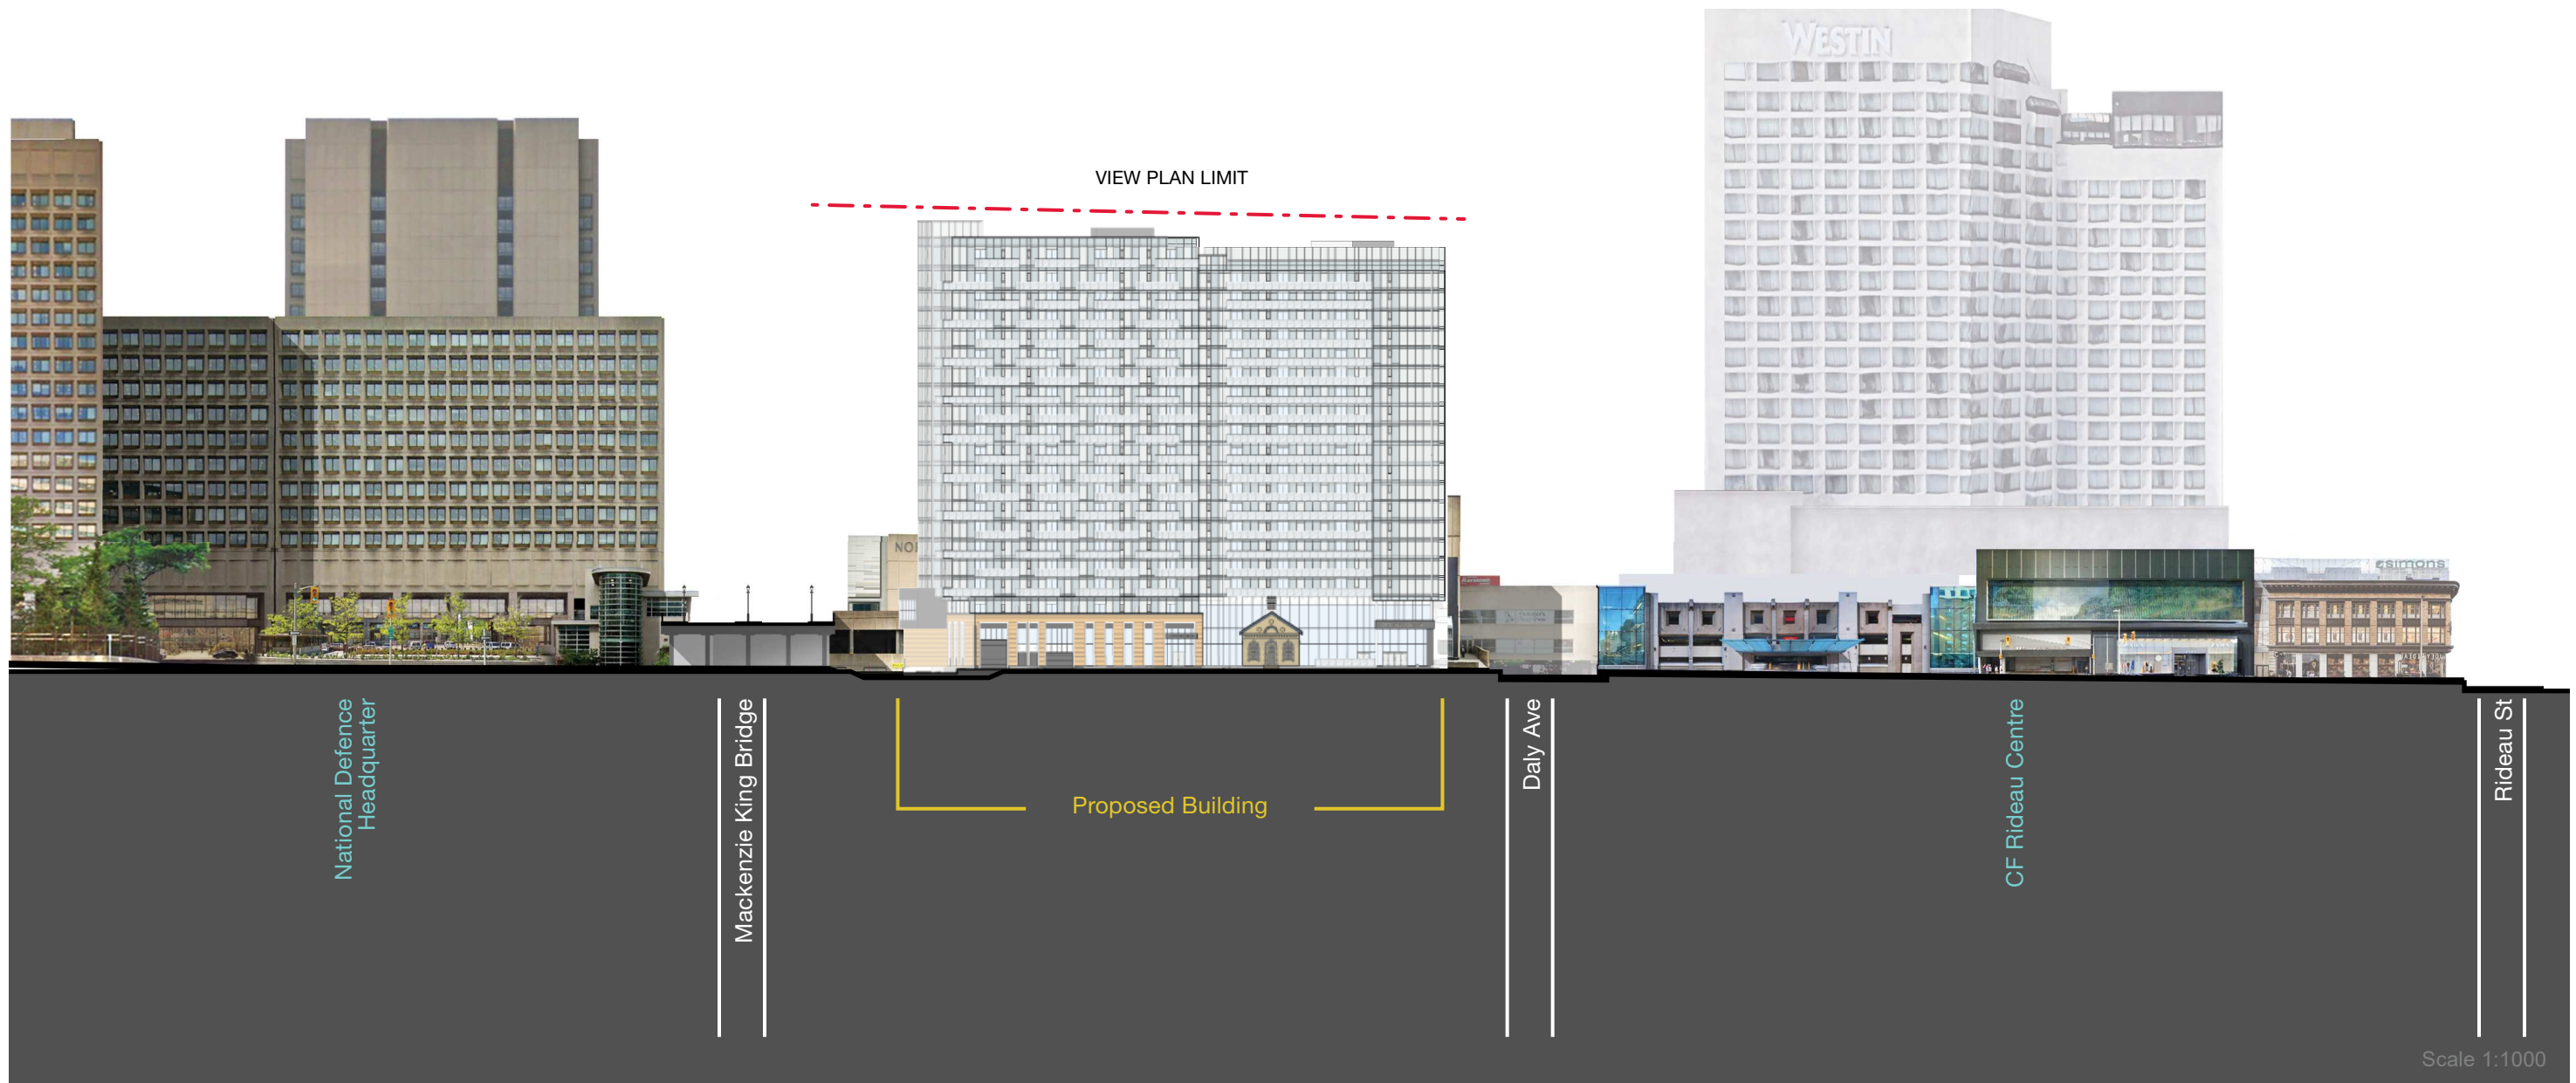 WESTIN
VIEW PLAN LIMIT
NOR
simons
National Defence
Headquarter
Mackenzie King Bridge
Proposed Building
Daly Ave
CF Rideau Centre
Rideau St
Scale 1:1000